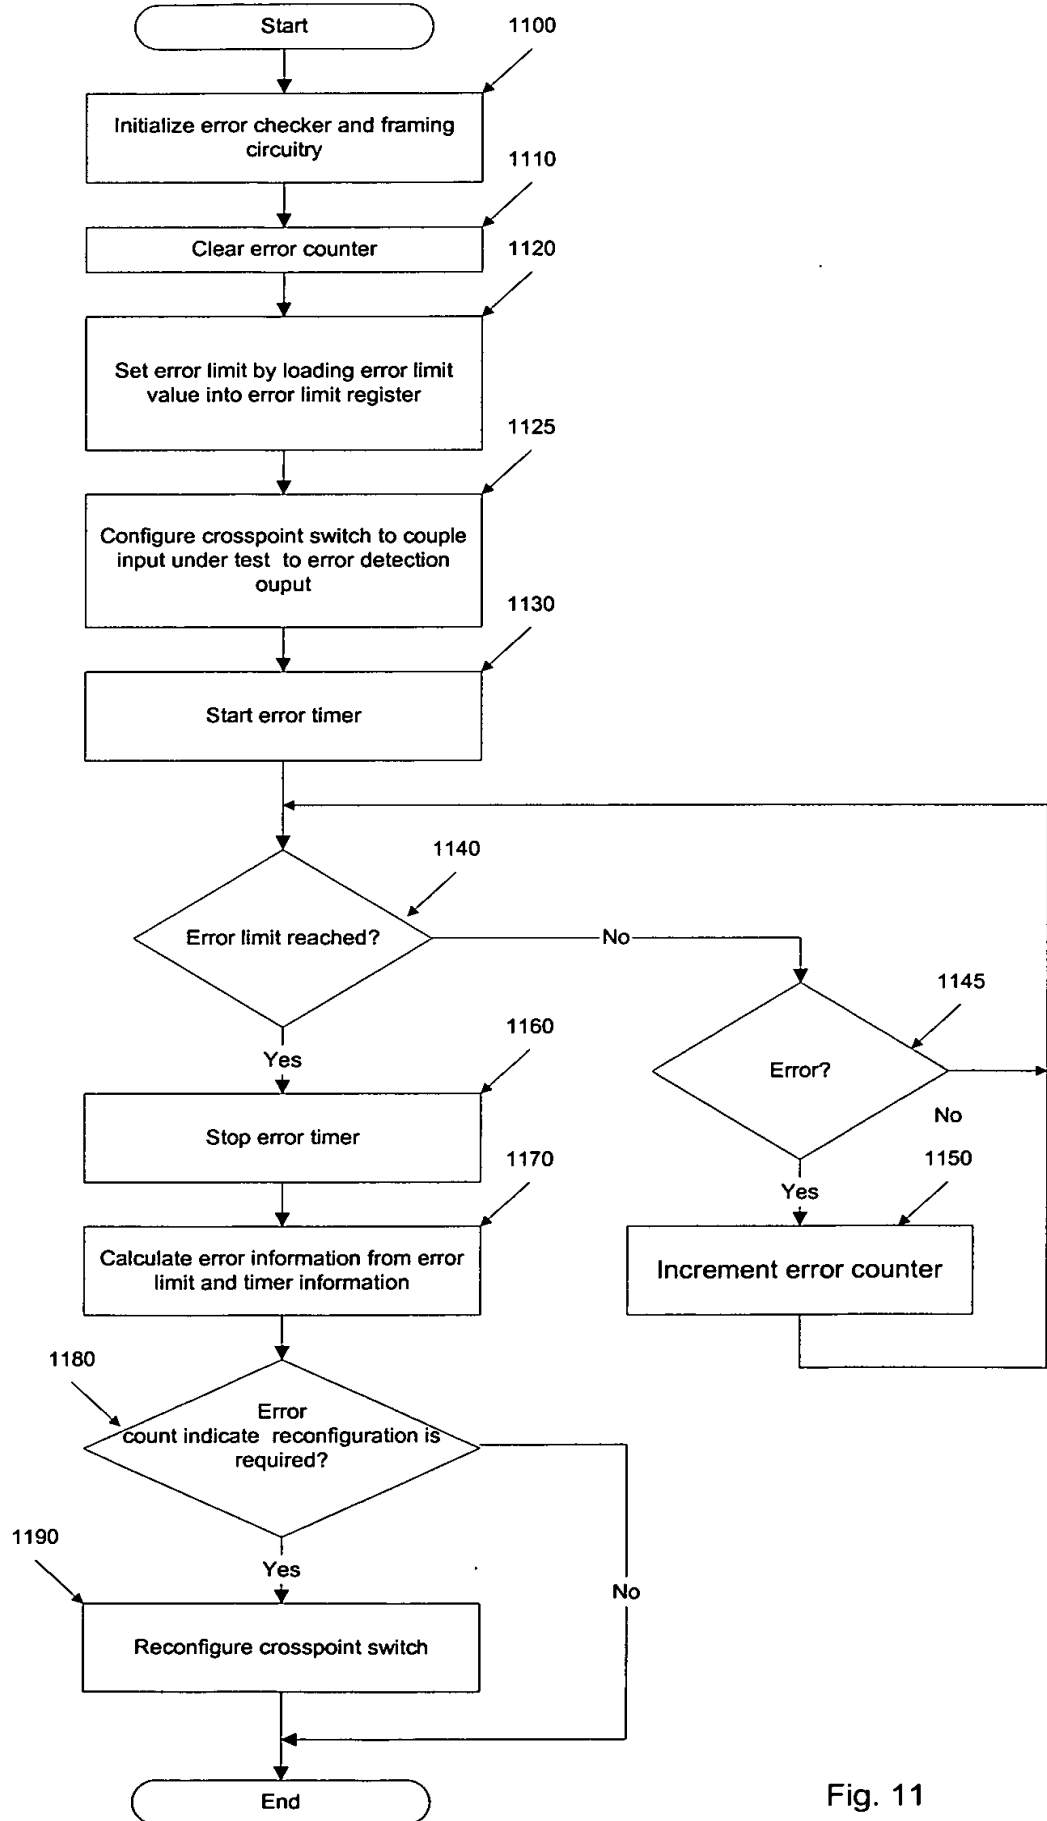 Start
1100
Initialize error checker and framing
circuitry
1110
Clear error counter
1120
Set error limit by loading error limit
value into error limit register
1125
Configure crosspoint switch to couple
input under test to error detection
ouput
1130
Start error timer
1140
Error limit reached?
No
1145
Error?
No
Yes
1160
Stop error timer
1170
Yes
1150
Increment error counter
Calculate error information from error
limit and timer information
1180
Error
count indicate reconfiguration is
required?
1190
Yes
No
Reconfigure crosspoint switch
End
Fig. 11